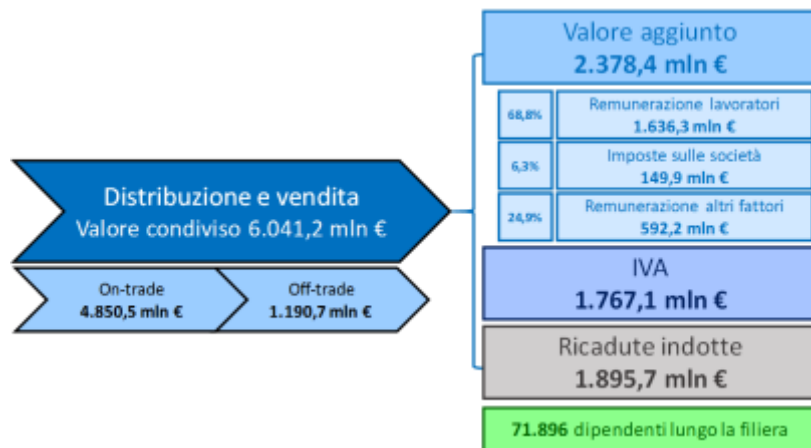 Distribuzione e vendita
Valore condiviso 6.041,2 mln €
On-trade
4.850,5 mln €
Off-trade
1.190,7 mln €
Valore aggiunto
2.378,4 mln €
68,8%
Remunerazione lavoratori
1.636,3 mln €
6,3%
Imposte sulle società
149,9 mln €
24,9%
Remunerazione altri fattori
592,2 mln €
IVA
1.767,1 mln €
Ricadute indotte
1.895,7 mln €
71.896 dipendenti lungo la filiera